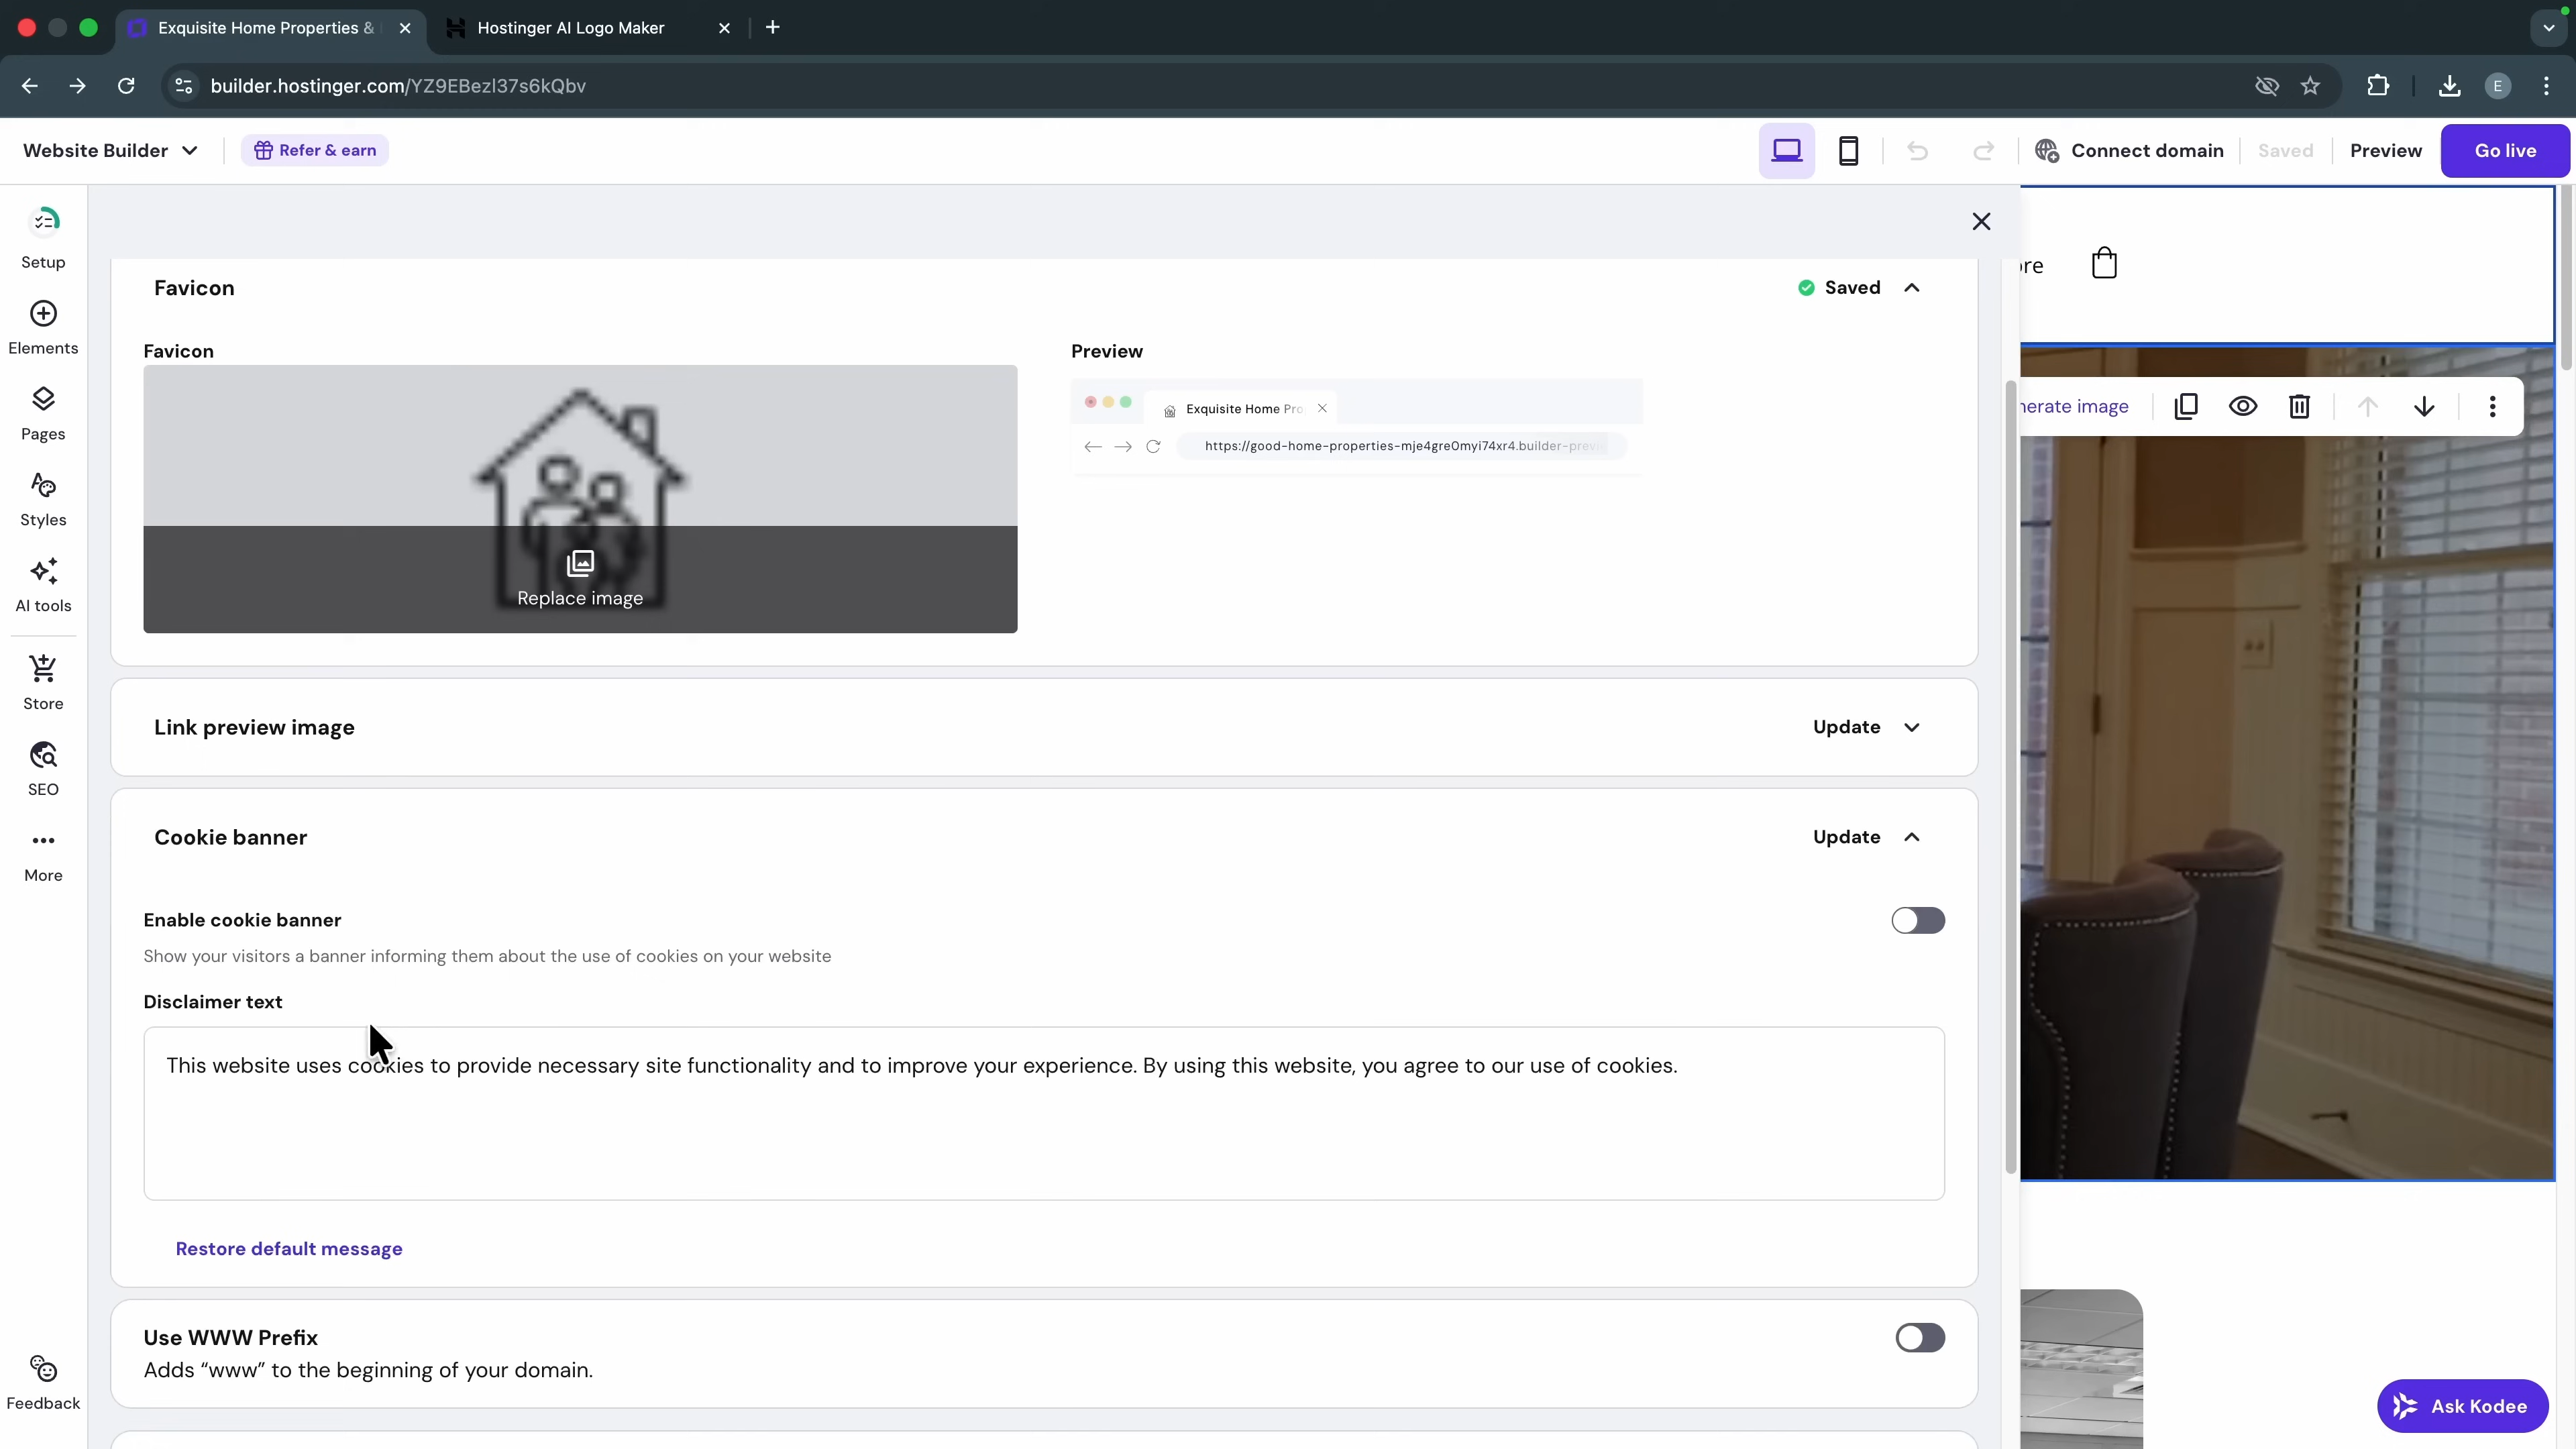 Exquisite Home Properties &
Hostinger AI Logo Maker
builder.hostinger.com/YZ9EBezl37s6kQbv
E
Website Builder
Refer & earn
Connect domain
Saved
Preview
Go live
Setup
Elements
Pages
Styles
AI tools
Store
SEO
More
Feedback
Favicon
Saved
Favicon
Replace image
Preview
Exquisite Home Pro
https://good-home-properties-mje4gre0myi74xr4.builder-previ
Link preview image
Update
Cookie banner
Update
Enable cookie banner
Show your visitors a banner informing them about the use of cookies on your website
Disclaimer text
This website uses cookies to provide necessary site functionality and to improve your experience. By using this website, you agree to our use of cookies.
Restore default message
Use WWW Prefix
Adds “www” to the beginning of your domain.
ore
nerate image
Ask Kodee